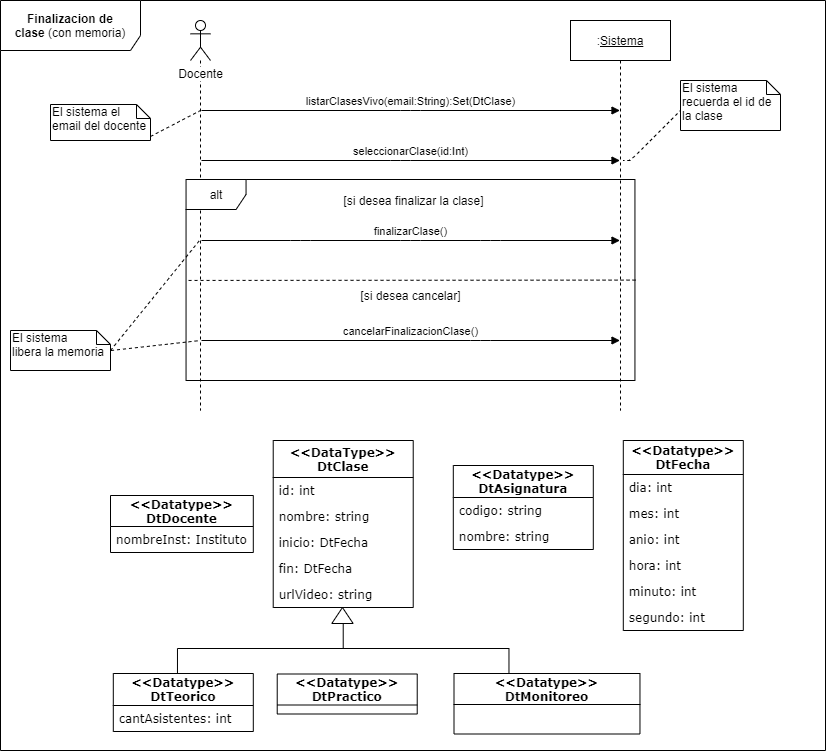 Finalizacion de
clase (con memoria)
Docente
:Sistema
listarClasesVivo(email:String):Set(DtClase)
El sistema el
email del docente
El sistema
recuerda el id de
la clase
seleccionarClase(id:Int)
alt
[si desea finalizar la clase]
finalizarClase()
[si desea cancelar]
cancelarFinalizacionClase()
El sistema
libera la memoria
<<Datatype>>
DtDocente
nombreInst: Instituto
<<DataType>>
DtClase
id: int
nombre: string
inicio: DtFecha
fin: DtFecha
urlVideo: string
<<Datatype>>
DtAsignatura
codigo: string
nombre: string
<<Datatype>>
DtFecha
dia: int
mes: int
anio: int
hora: int
minuto: int
segundo: int
<<Datatype>>
DtTeorico
cantAsistentes: int
<<Datatype>>
DtPractico
<<Datatype>>
DtMonitoreo